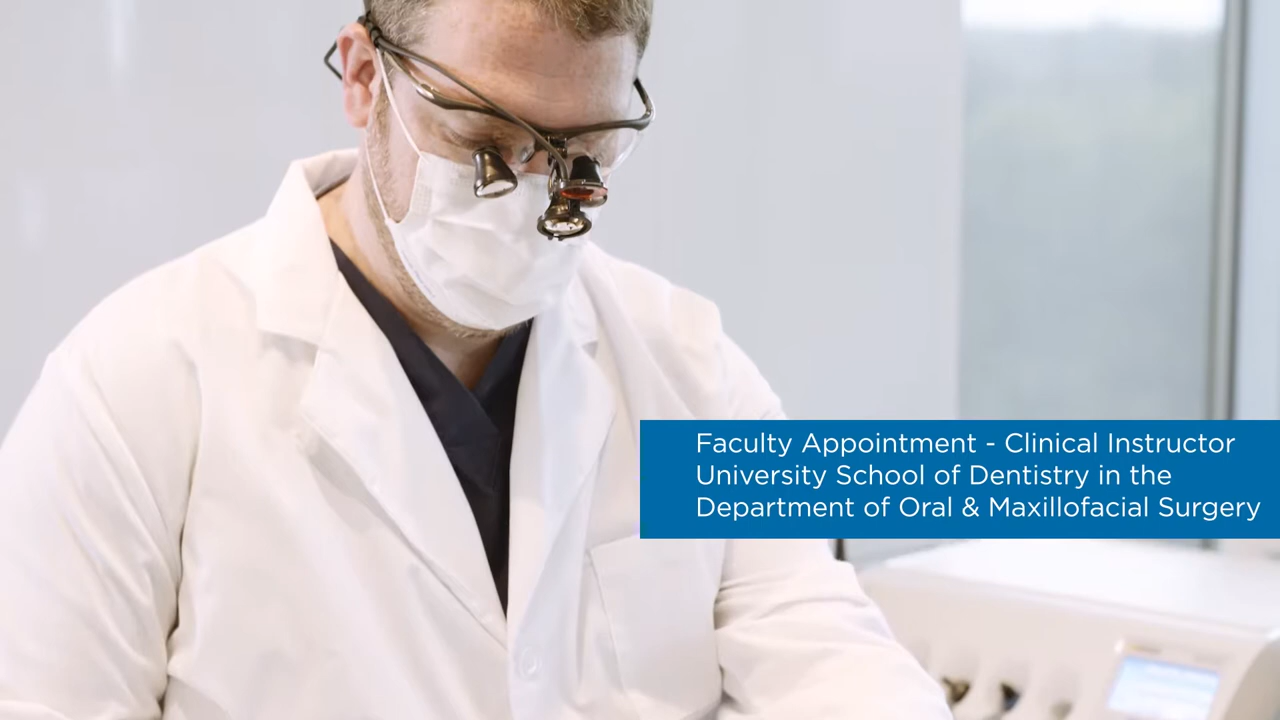 Faculty Appointment - Clinical Instructor
University School of Dentistry in the
Department of Oral & Maxillofacial Surgery